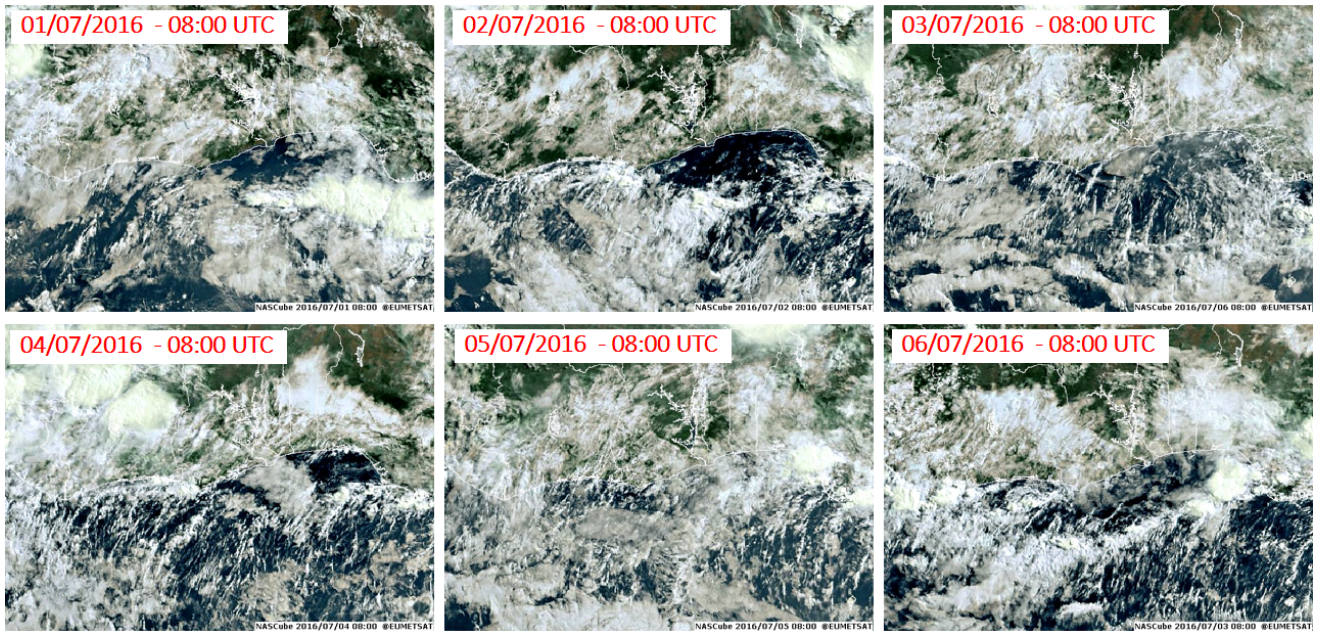 01/07/2016 - 08:00 UTC
02/07/2016 - 08:00 UTC
03/07/2016 - 08:00 UTC
NASCube 2016/07/01 08:00 @EUMETSAT
NASCube 2016/07/02 08:00 @EUMETSAT
NASCube 2016/07/06 08:00 @EUMETSAT
04/07/2016 - 08:00 UTC
05/07/2016 - 08:00 UTC
06/07/2016 - 08:00 UTC
NASCube 2016/07/04 08:00 @EUMETSAT
NASCube 2016/07/05 08:00 @EUMETSAT
NASCube 2016/07/03 08:00 @EUMETSAT